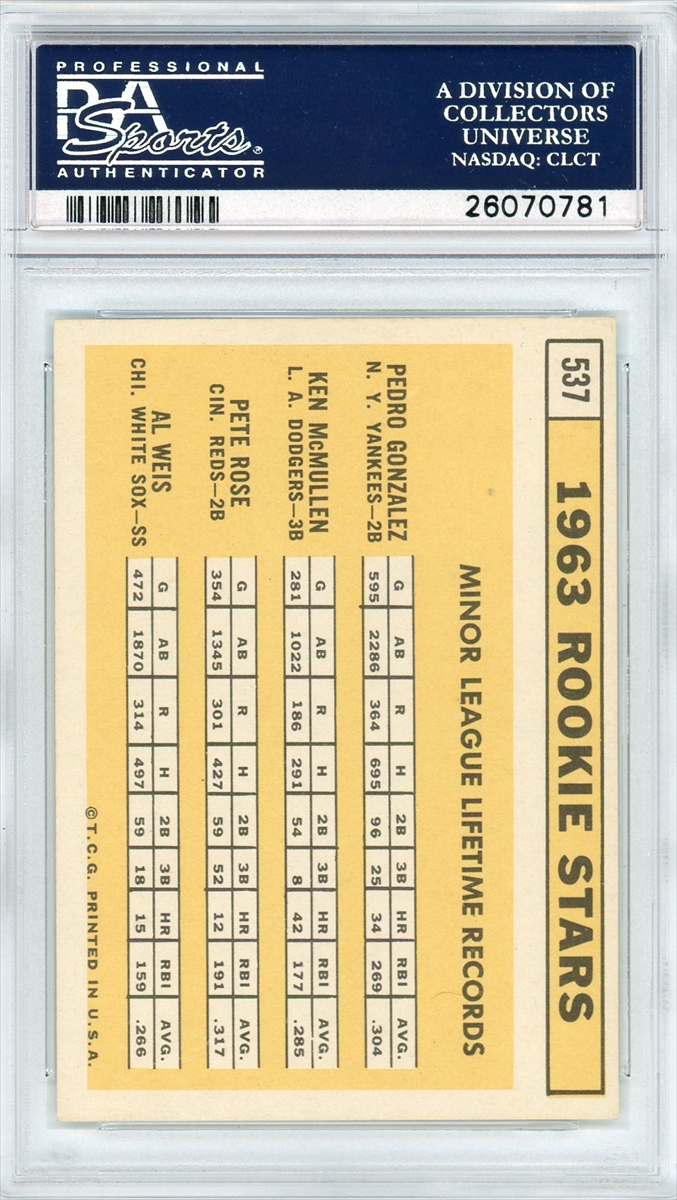 PROFESSIONAL
PSA
Sports
AUTHENTICATOR
A DIVISION OF
COLLECTORS
UNIVERSE
NASDAQ: CLCT
26070781
537 1963 ROOKIE STARS
MINOR LEAGUE LIFETIME RECORDS
PEDRO GONZALEZ G AB R H 2B 3B HR RBI AVG.
N. Y. YANKEES—2B 595 2286 364 695 96 25 34 269 .304
KEN McMULLEN G AB R H 2B 3B HR RBI AVG.
L. A. DODGERS—3B 281 1022 186 291 54 8 42 177 .285
PETE ROSE G AB R H 2B 3B HR RBI AVG.
CIN. REDS—2B 354 1345 301 427 59 52 12 191 .317
AL WEIS G AB R H 2B 3B HR RBI AVG.
CHI. WHITE SOX—SS 472 1870 314 497 59 18 15 159 .266
© T.C.G. PRINTED IN U.S.A.